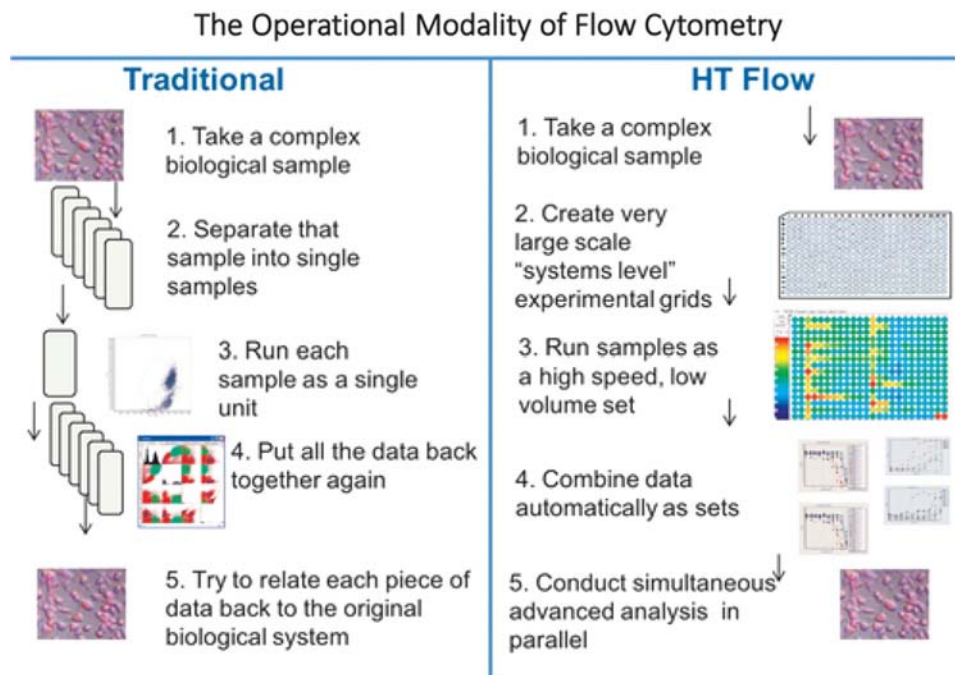 The Operational Modality of Flow Cytometry
Traditional
1. Take a complex
biological sample
2. Separate that
sample into single
samples
3. Run each
sample as a single
unit
4. Put all the data back
together again
5. Try to relate each piece of
data back to the original
biological system
HT Flow
1. Take a complex
biological sample
2. Create very
large scale
“systems level”
experimental grids
3. Run samples as
a high speed, low
volume set
4. Combine data
automatically as sets
5. Conduct simultaneous
advanced analysis in
parallel